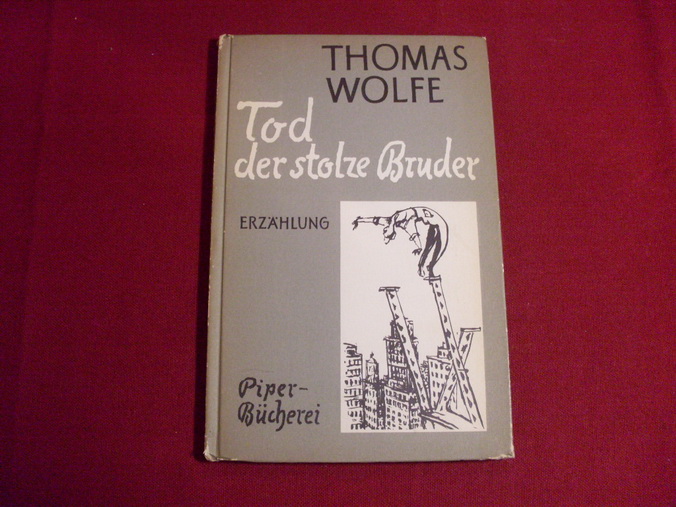 THOMAS
WOLFE
Tod
der stolze Bruder
ERZÄHLUNG
Piper-
Bücherei